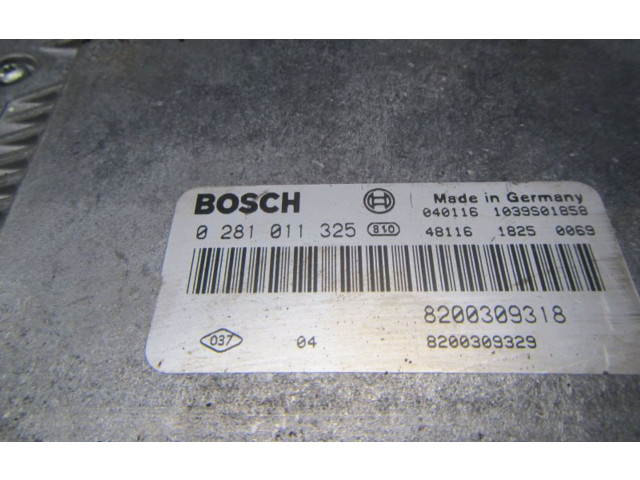 BOSCH
Made in Germany
040116 1039S01858
0 281 011 325 810 48116 1825 0069
8200309318
037 04 8200309329